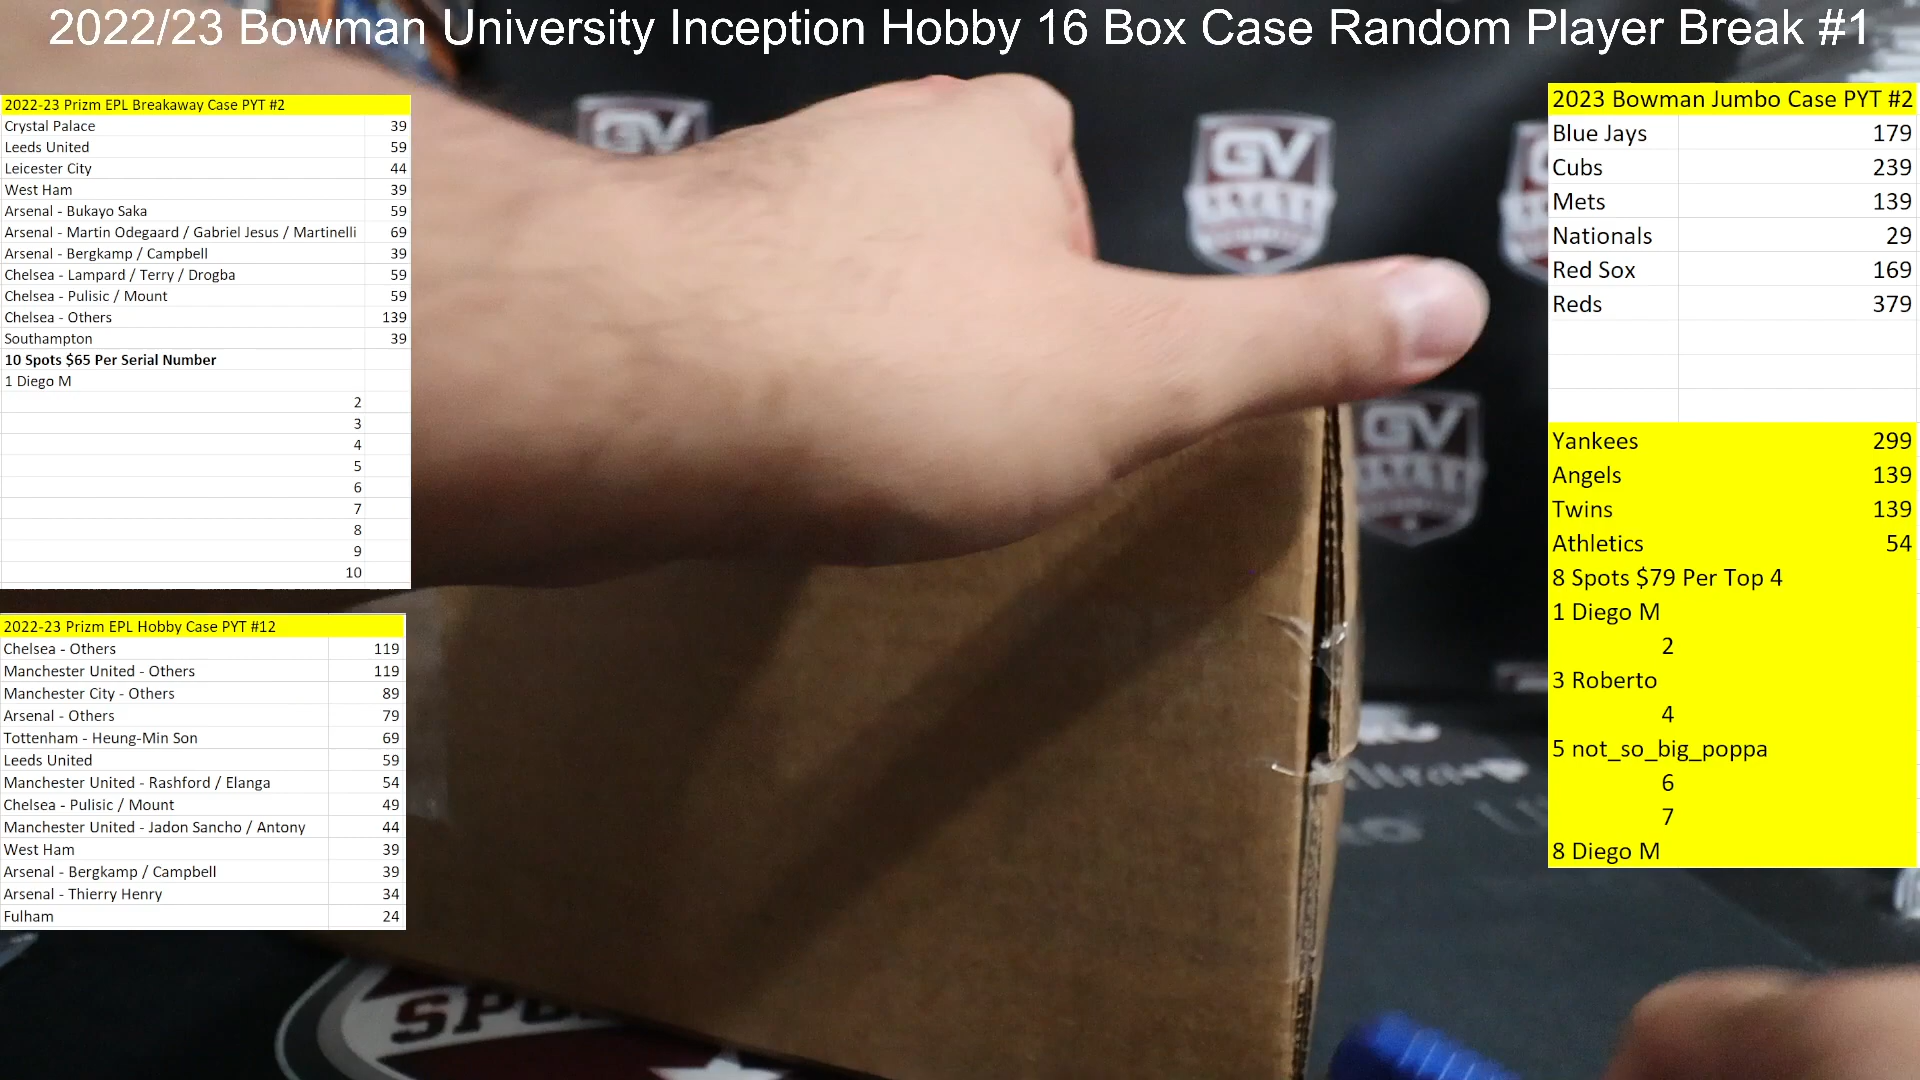 2022/23 Bowman University Inception Hobby 16 Box Case Random Player Break #1
2022-23 Prizm EPL Breakaway Case PYT #2
Crystal Palace 39
Leeds United 59
Leicester City 44
West Ham 39
Arsenal - Bukayo Saka 59
Arsenal - Martin Odegaard / Gabriel Jesus / Martinelli 69
Arsenal - Bergkamp / Campbell 39
Chelsea - Lampard / Terry / Drogba 59
Chelsea - Pulisic / Mount 59
Chelsea - Others 139
Southampton 39
10 Spots $65 Per Serial Number
1 Diego M
2
3
4
5
6
7
8
9
10
2022-23 Prizm EPL Hobby Case PYT #12
Chelsea - Others 119
Manchester United - Others 119
Manchester City - Others 89
Arsenal - Others 79
Tottenham - Heung-Min Son 69
Leeds United 59
Manchester United - Rashford / Elanga 54
Chelsea - Pulisic / Mount 49
Manchester United - Jadon Sancho / Antony 44
West Ham 39
Arsenal - Bergkamp / Campbell 39
Arsenal - Thierry Henry 34
Fulham 24
GV
GV
GV
2023 Bowman Jumbo Case PYT #2
Blue Jays 179
Cubs 239
Mets 139
Nationals 29
Red Sox 169
Reds 379
Yankees 299
Angels 139
Twins 139
Athletics 54
8 Spots $79 Per Top 4
1 Diego M
2
3 Roberto
4
5 not_so_big_poppa
6
7
8 Diego M